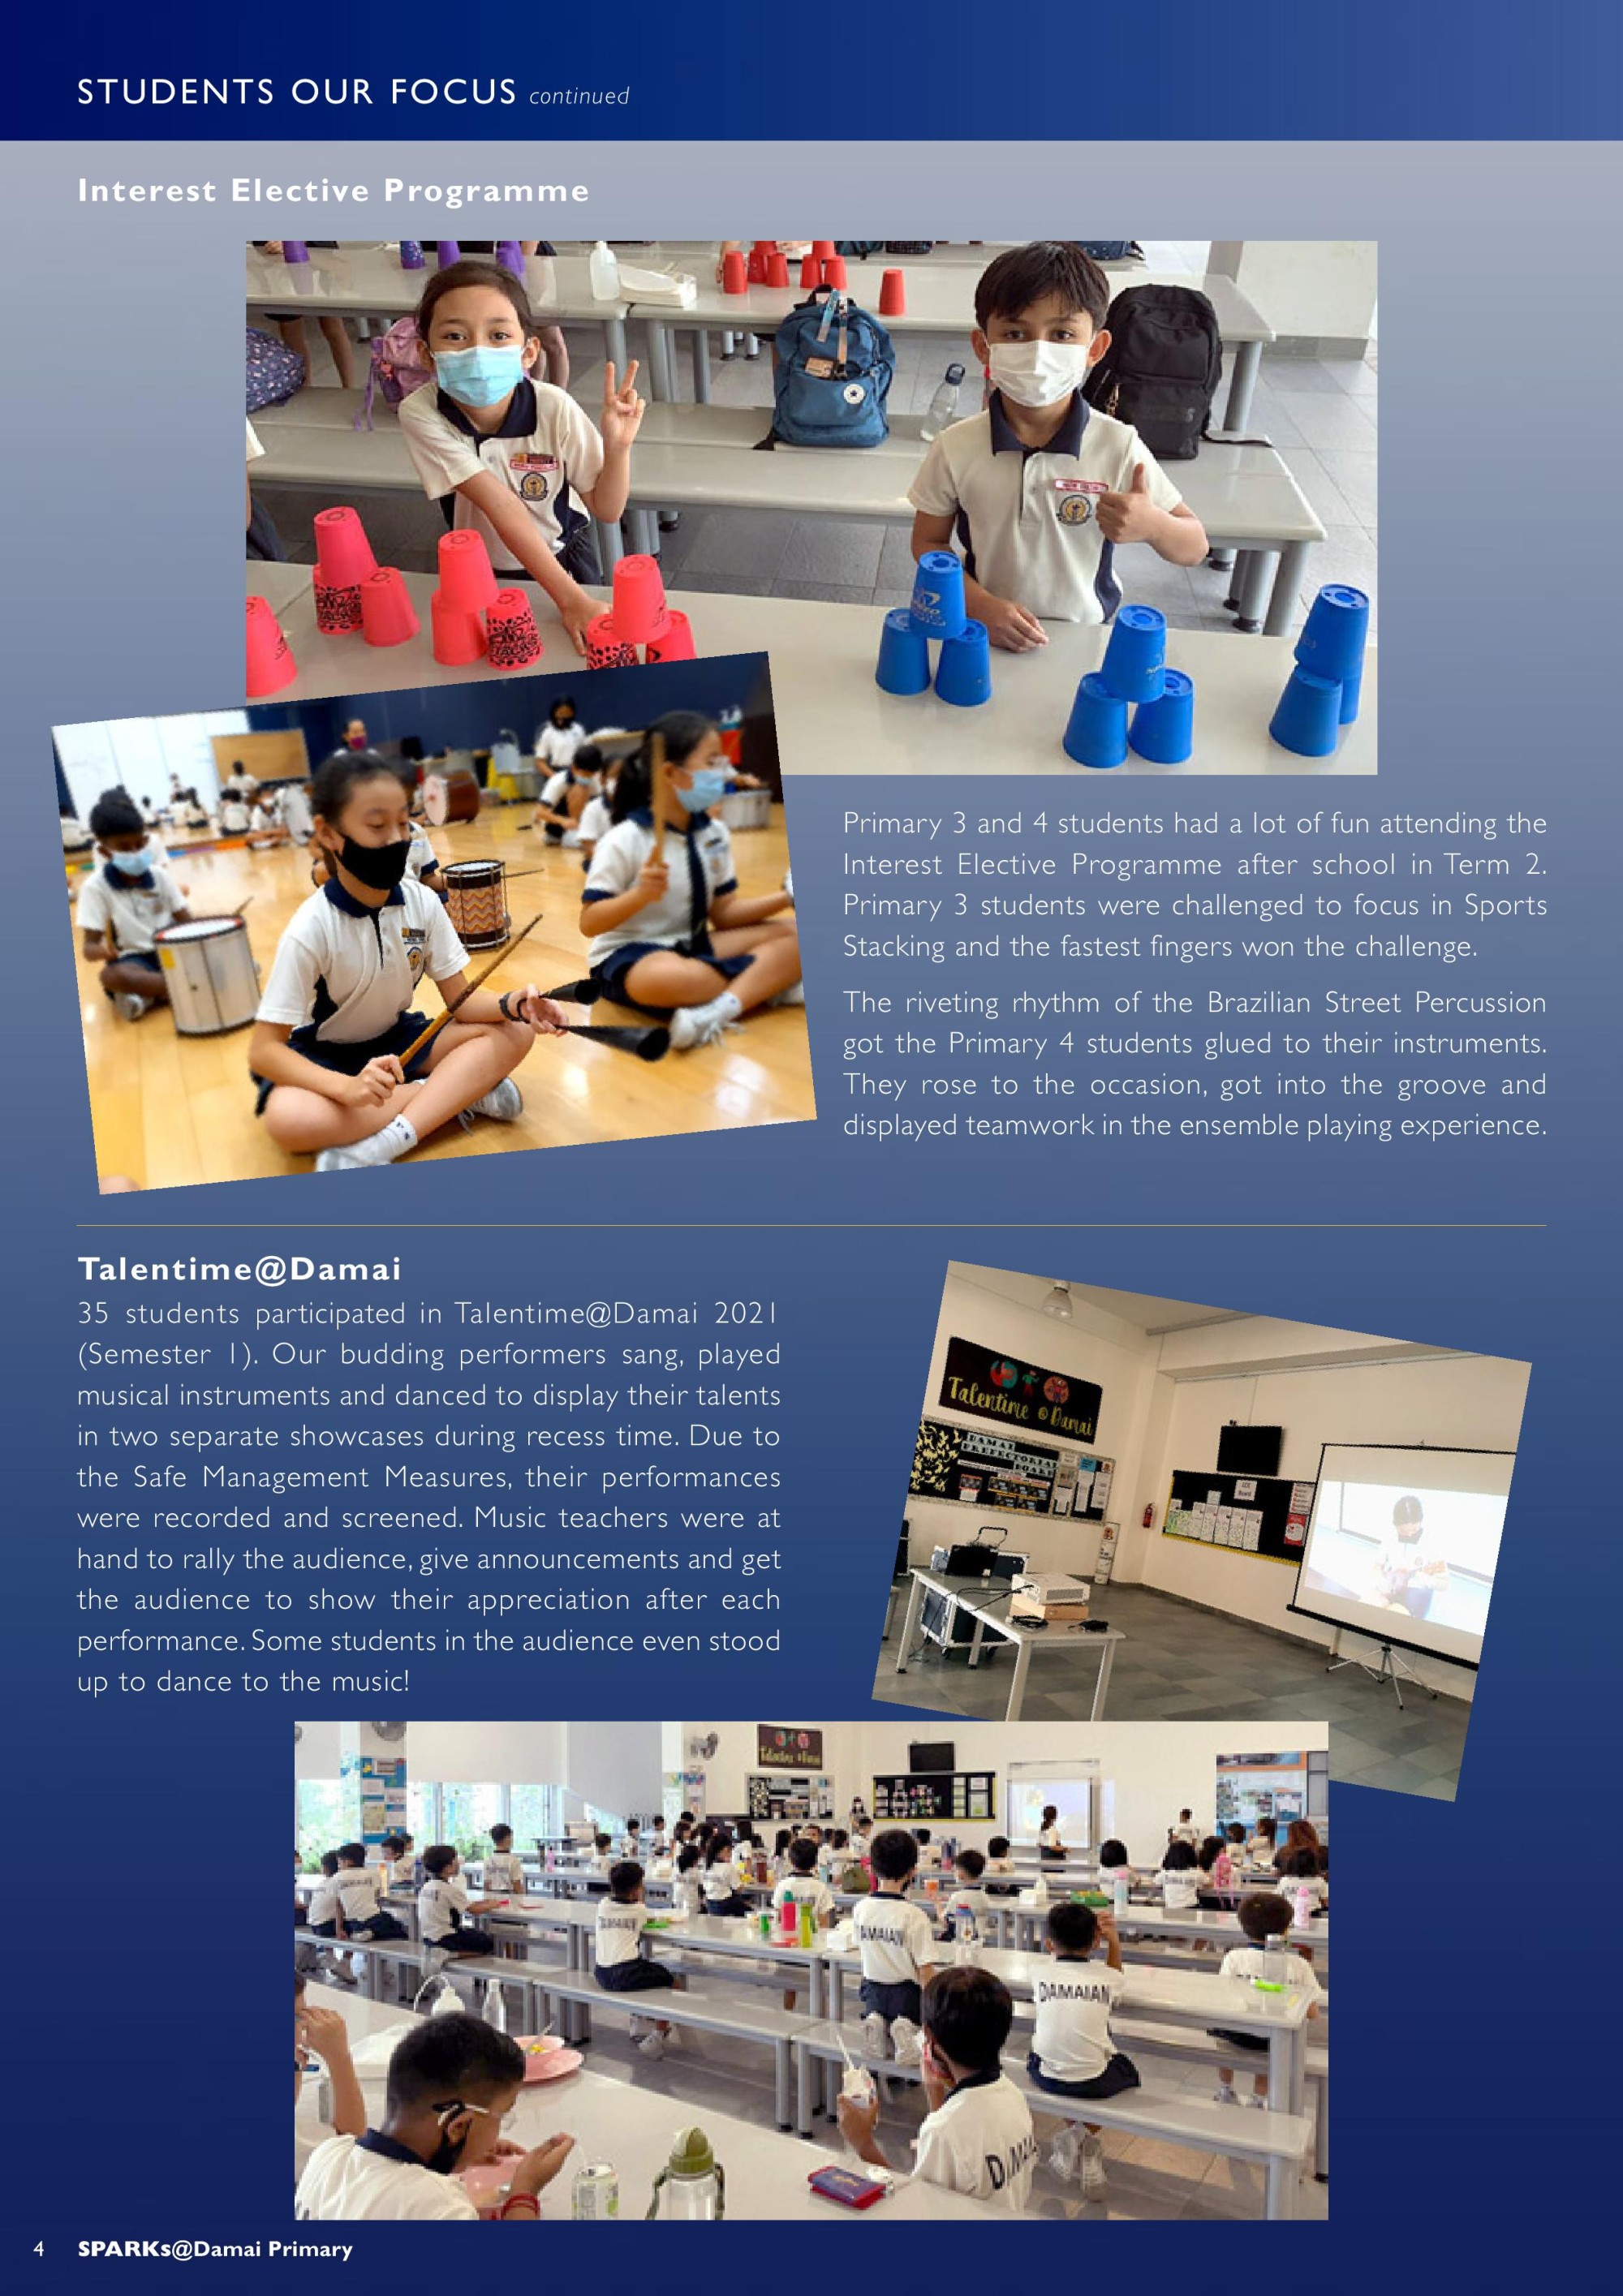 STUDENTS OUR FOCUS continued
Interest Elective Programme
Primary 3 and 4 students had a lot of fun attending the
Interest Elective Programme after school in Term 2.
Primary 3 students were challenged to focus in Sports
Stacking and the fastest fingers won the challenge.
The riveting rhythm of the Brazilian Street Percussion
got the Primary 4 students glued to their instruments.
They rose to the occasion, got into the groove and
displayed teamwork in the ensemble playing experience.
Talentime@Damai
35 students participated in Talentime@Damai 2021
(Semester 1). Our budding performers sang, played
musical instruments and danced to display their talents
in two separate showcases during recess time. Due to
the Safe Management Measures, their performances
were recorded and screened. Music teachers were at
hand to rally the audience, give announcements and get
the audience to show their appreciation after each
performance. Some students in the audience even stood
up to dance to the music!
Talentime @ Damai
DAMAI
PREFECTORIAL
BOARD
Talentime @ Damai
DAMAIAN
DAMAIAN
AMAIAN
DAMAIAN
4 SPARKs@Damai Primary